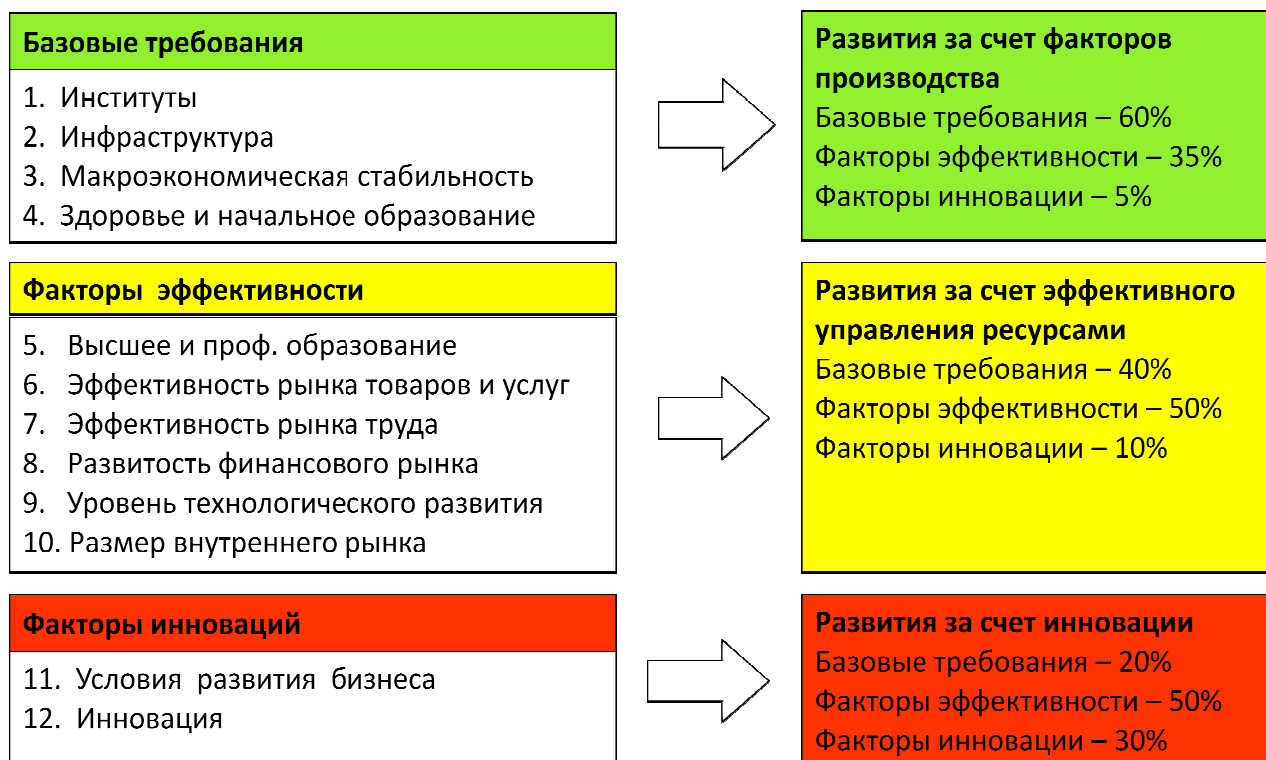 Базовые требования
1. Институты
2. Инфраструктура
3. Макроэкономическая стабильность
4. Здоровье и начальное образование
Развития за счет факторов
производства
Базовые требования – 60%
Факторы эффективности – 35%
Факторы инновации – 5%
Факторы эффективности
5. Высшее и проф. образование
6. Эффективность рынка товаров и услуг
7. Эффективность рынка труда
8. Развитость финансового рынка
9. Уровень технологического развития
10. Размер внутреннего рынка
Развития за счет эффективного
управления ресурсами
Базовые требования – 40%
Факторы эффективности – 50%
Факторы инновации – 10%
Факторы инноваций
11. Условия развития бизнеса
12. Инновация
Развития за счет инновации
Базовые требования – 20%
Факторы эффективности – 50%
Факторы инновации – 30%